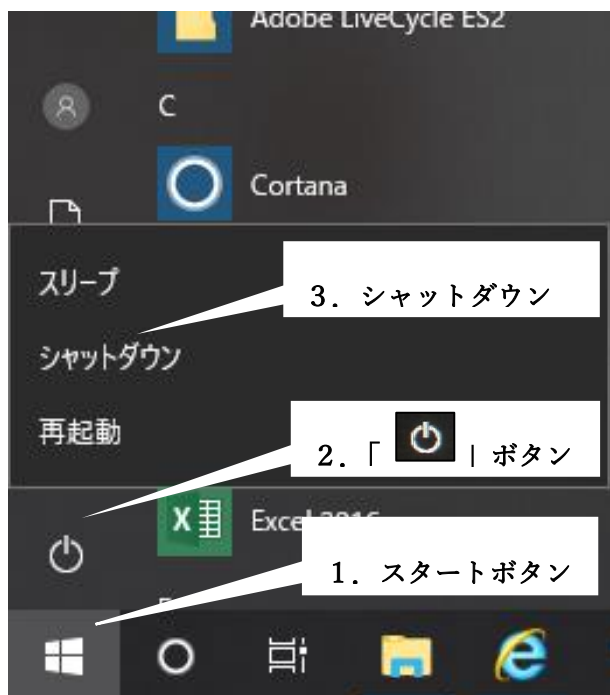 Adobe LiveCycle ES2
C
Cortana
スリープ
3．シャットダウン
シャットダウン
再起動
2．「 | ボタン
Excel
1．スタートボタン